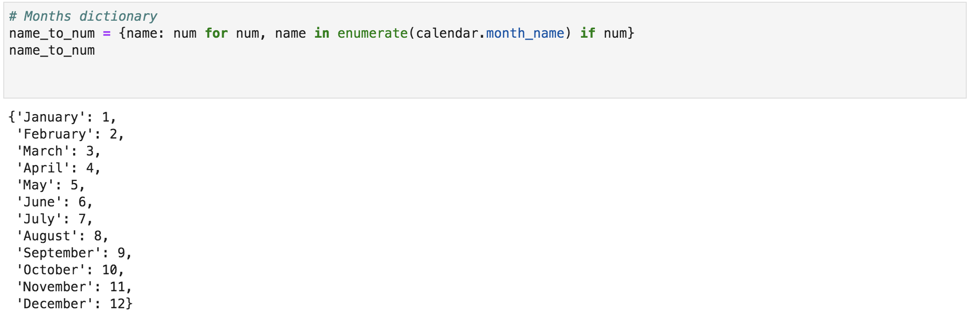 # Months dictionary
name_to_num = {name: num for num, name in enumerate(calendar.month_name) if num}
name_to_num
{'January': 1,
 'February': 2,
 'March': 3,
 'April': 4,
 'May': 5,
 'June': 6,
 'July': 7,
 'August': 8,
 'September': 9,
 'October': 10,
 'November': 11,
 'December': 12}